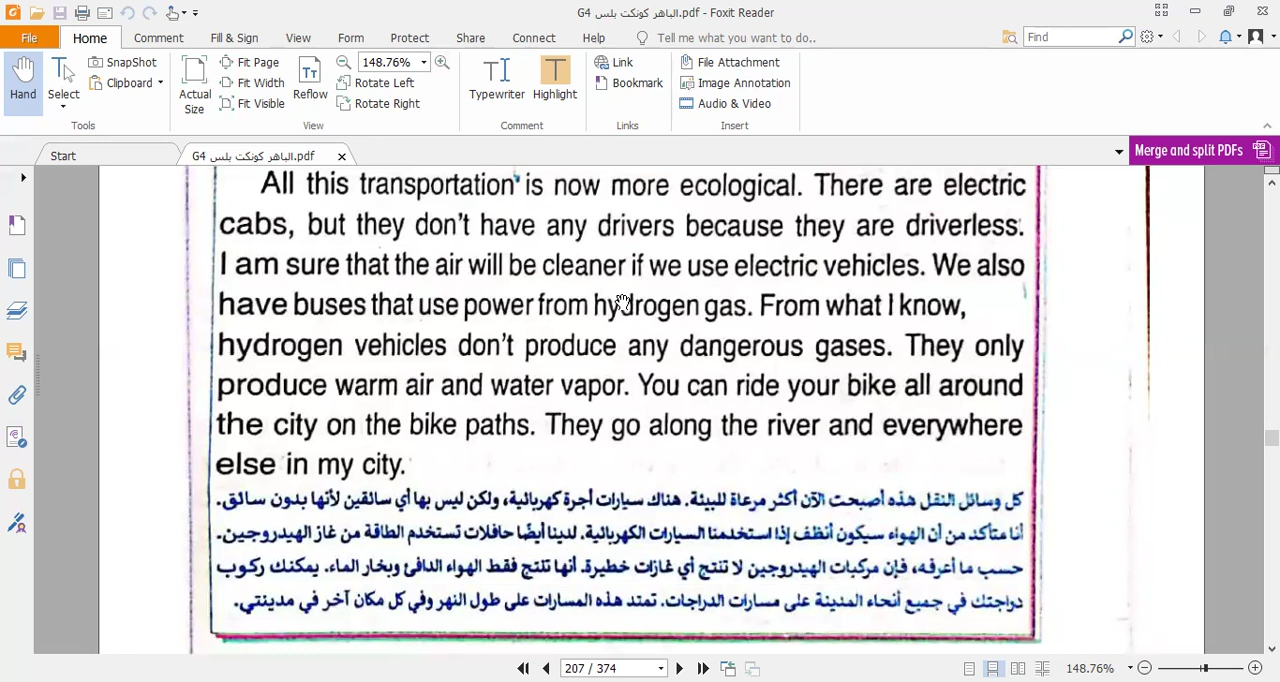 G4 الباهر كونكت بلس.pdf - Foxit Reader
File Home Comment Fill & Sign View Form Protect Share Connect Help Tell me what you want to do.. Find
Hand
Select
SnapShot
Clipboard
Tools
Actual Size
Fit Page
Fit Width
Fit Visible
Reflow
148.76%
Rotate Left
Rotate Right
View
Typewriter
Highlight
Comment
Link
Bookmark
Links
File Attachment
Image Annotation
Audio & Video
Insert
Start
G4 الباهر كونكت بلس.pdf
Merge and split PDFs
All this transportation is now more ecological. There are electric
cabs, but they don't have any drivers because they are driverless.
I am sure that the air will be cleaner if we use electric vehicles. We also
have buses that use power from hydrogen gas. From what I know,
hydrogen vehicles don't produce any dangerous gases. They only
produce warm air and water vapor. You can ride your bike all around
the city on the bike paths. They go along the river and everywhere
else in my city.
كل وسائل النقل هذه أصبحت الآن أكثر مرعاة للبيئة. هناك سيارات أجرة كهربائية، ولكن ليس بها أي سائقين لأنها بدون سائق.
أنا متأكد من أن الهواء سيكون أنظف إذا استخدمنا السيارات الكهربائية. لدينا أيضًا حافلات تستخدم الطاقة من غاز الهيدروجين.
حسب ما أعرفه، فإن مركبات الهيدروجين لا تنتج أي غازات خطيرة. أنها تنتج فقط الهواء الدافئ وبخار الماء. يمكنك ركوب
دراجتك في جميع أنحاء المدينة على مسارات الدراجات. تمتد هذه المسارات على طول النهر وفي كل مكان آخر في مدينتي.
207 / 374
148.76%